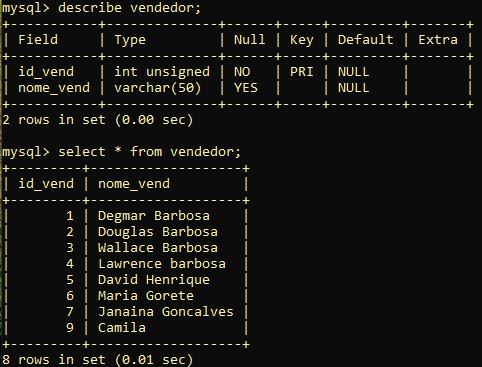 mysql> describe vendedor;
+-----------+--------------+------+-----+---------+-------+
| Field     | Type         | Null | Key | Default | Extra |
+-----------+--------------+------+-----+---------+-------+
| id_vend   | int unsigned | NO   | PRI | NULL    |       |
| nome_vend | varchar(50)  | YES  |     | NULL    |       |
+-----------+--------------+------+-----+---------+-------+
2 rows in set (0.00 sec)
mysql> select * from vendedor;
+---------+-------------------+
| id_vend | nome_vend         |
+---------+-------------------+
|       1 | Degmar Barbosa    |
|       2 | Douglas Barbosa   |
|       3 | Wallace Barbosa   |
|       4 | Lawrence barbosa  |
|       5 | David Henrique    |
|       6 | Maria Gorete      |
|       7 | Janaina Goncalves |
|       9 | Camila            |
+---------+-------------------+
8 rows in set (0.01 sec)